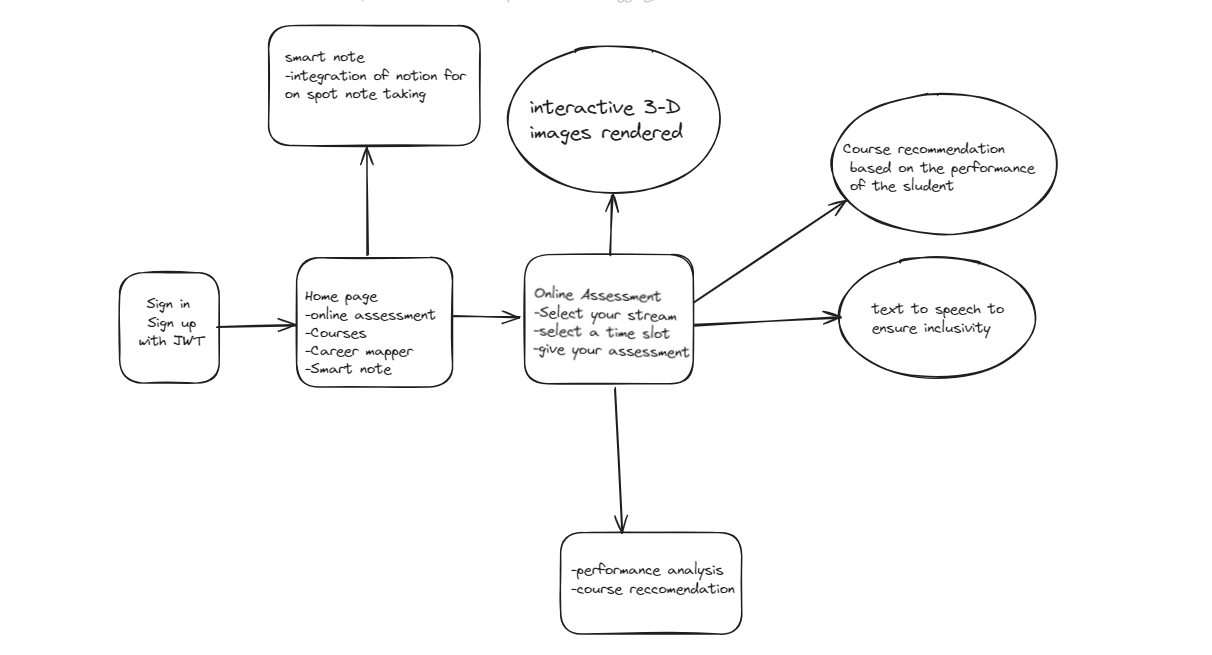 smart note
-integration of notion for
on spot note taking
interactive 3-D
images rendered
Course recommendation
based on the performance
of the sludent
Sign in
Sign up
with JWT
Home page
-online assessment
-Courses
-Career mapper
-Smart note
Online Assessment
-Select your stream
-select a time slot
-give your assessment
text to speech to
ensure inclusivity
-performance analysis
-course reccomendation